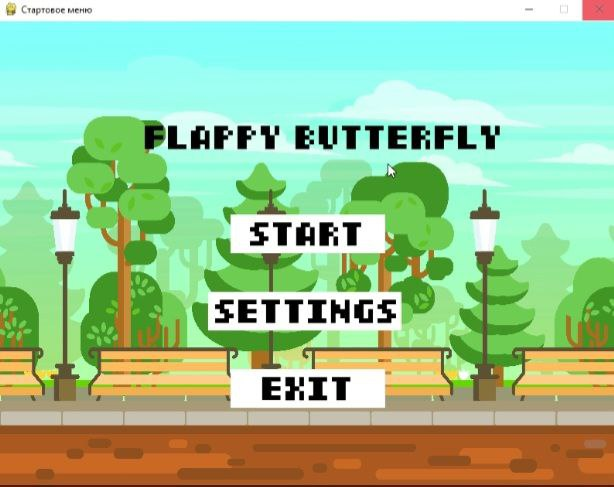 Стартовое меню
FLAPPY BUTTERFLY
START
SETTINGS
EXIT